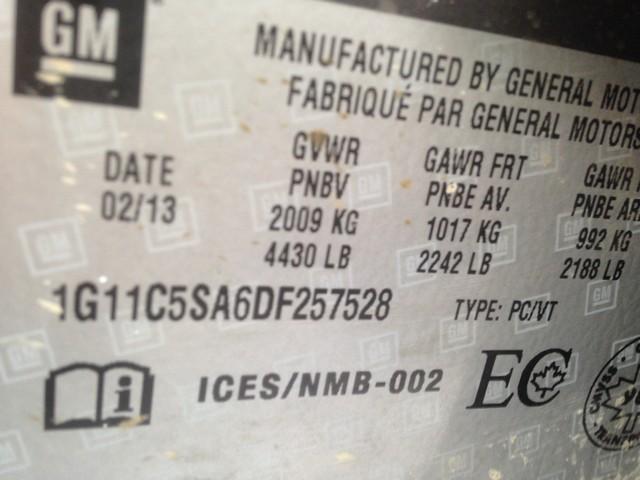 GM
MANUFACTURED BY GENERAL MOT
FABRIQUÉ PAR GENERAL MOTORS
DATE
02/13
GVWR
PNBV
2009 KG
4430 LB
GAWR FRT
PNBE AV.
1017 KG
2242 LB
GAWR
PNBE AR
992 KG
2188 LB
1G11C5SA6DF257528
TYPE: PC/VT
i
ICES/NMB-002
EC